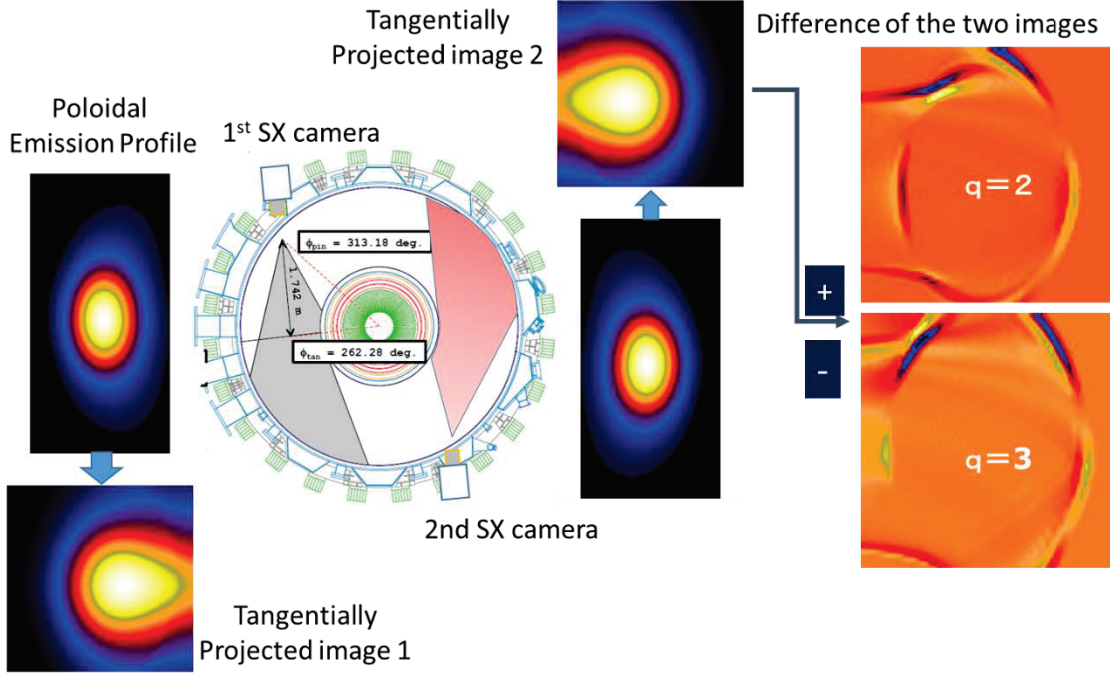 Tangentially
Projected image 2
Difference of the two images
Poloidal
Emission Profile
1st SX camera
ϕpin = 313.18 deg.
1.742 m
ϕtan = 262.28 deg.
q=2
+
-
q=3
2nd SX camera
Tangentially
Projected image 1